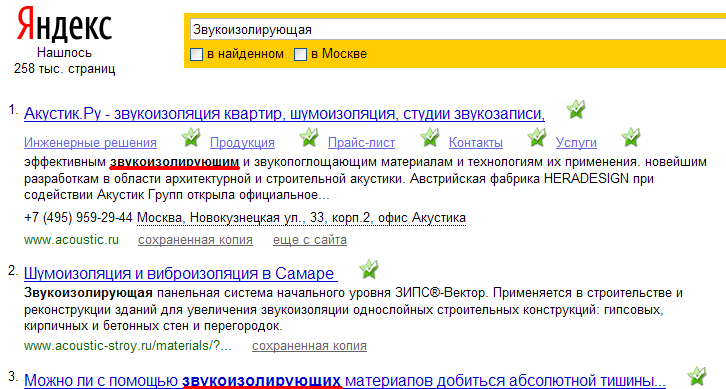 Яндекс
Нашлось
258 тыс. страниц
Звукоизолирующая
в найденном в Москве
1. Акустик.Ру - звукоизоляция квартир, шумоизоляция, студии звукозаписи,
Инженерные решения Продукция Прайс-лист Контакты Услуги
эффективным звукоизолирующим и звукопоглощающим материалам и технологиям их применения. новейшим
разработкам в области архитектурной и строительной акустики. Австрийская фабрика HERADESIGN при
содействии Акустик Групп открыла официальное...
+7 (495) 959-29-44 Москва, Новокузнецкая ул., 33, корп.2, офис Акустика
www.acoustic.ru сохраненная копия еще с сайта
2. Шумоизоляция и виброизоляция в Самаре
Звукоизолирующая панельная система начального уровня ЗИПС®-Вектор. Применяется в строительстве и
реконструкции зданий для увеличения звукоизоляции однослойных строительных конструкций: гипсовых,
кирпичных и бетонных стен и перегородок.
www.acoustic-stroy.ru/materials/?... сохраненная копия
3. Можно ли с помощью звукоизолирующих материалов добиться абсолютной тишины...